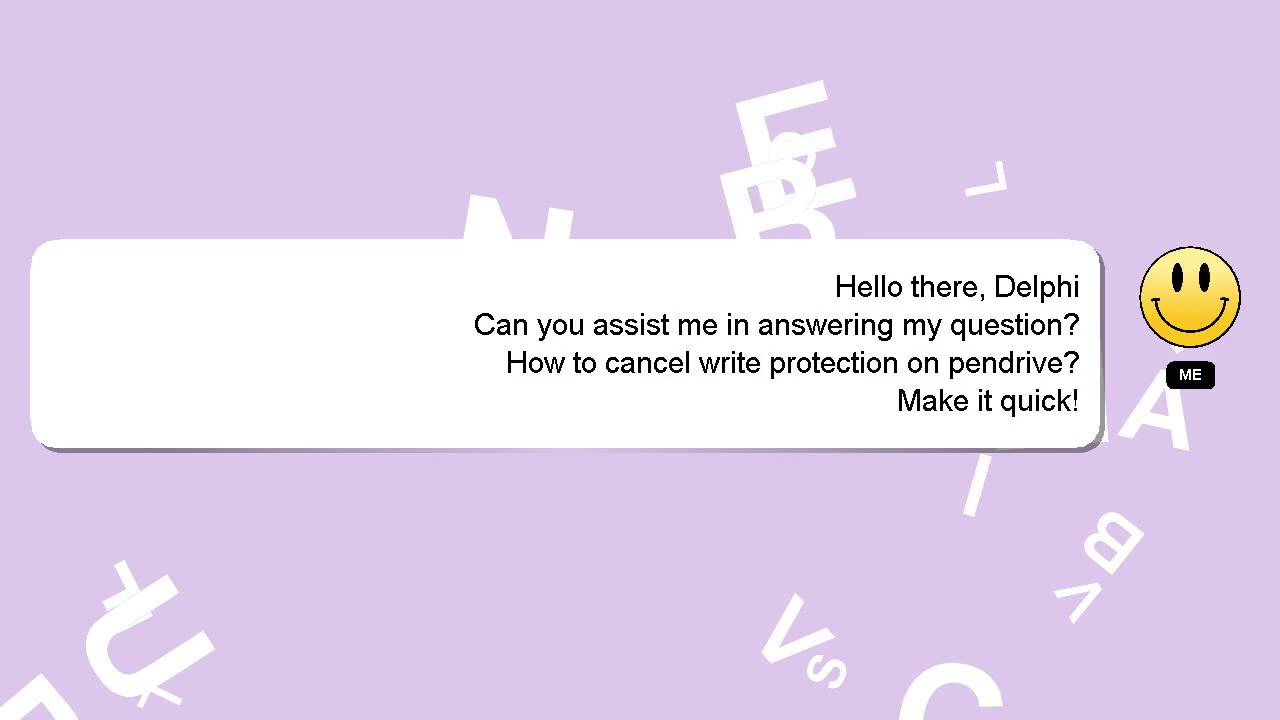 Hello there, Delphi
Can you assist me in answering my question?
How to cancel write protection on pendrive?
Make it quick!
ME